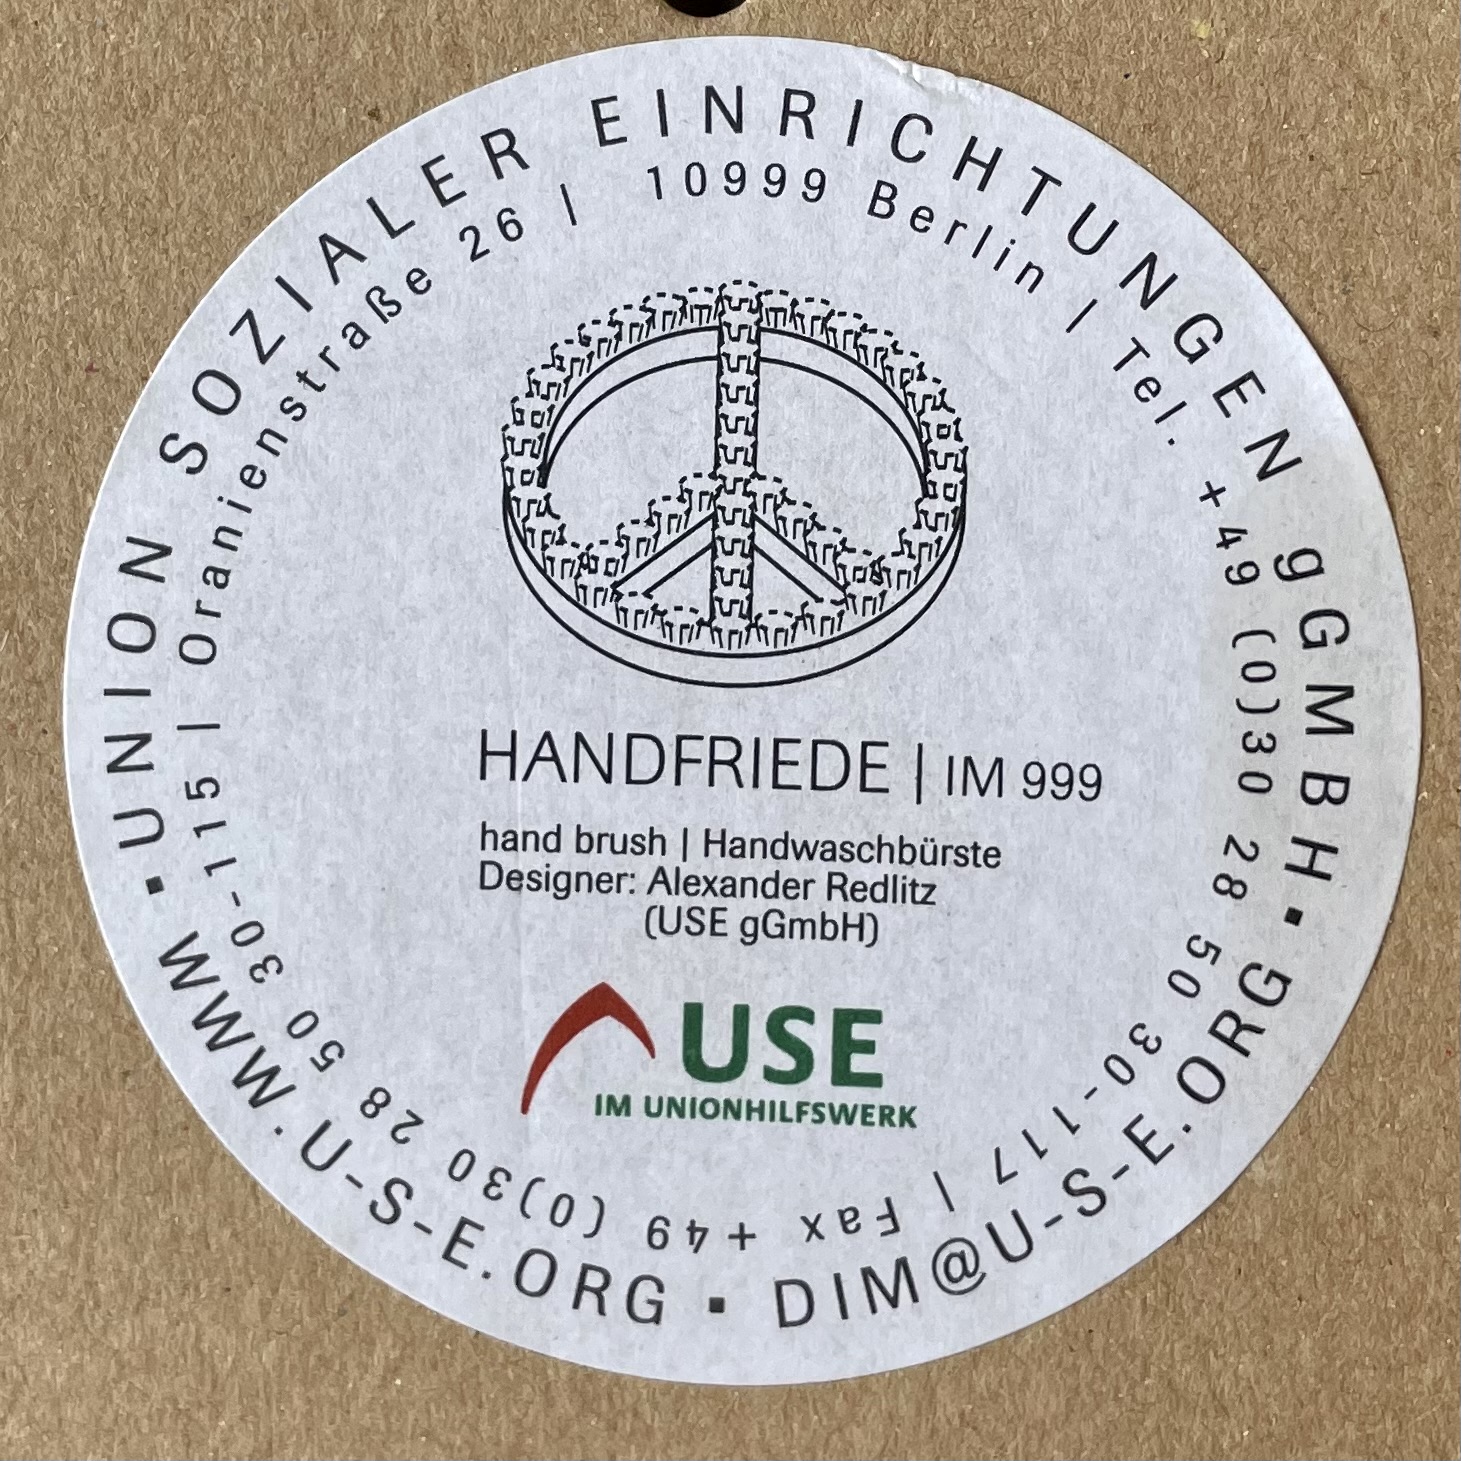 UNION SOZIALER EINRICHTUNGEN gGMBH ▪
WWW.U-S-E.ORG ▪ DIM@U-S-E.ORG
Oranienstraße 26 | 10999 Berlin | Tel. +49 (0)30 28 50 30-117 | Fax +49 (0)30 28 50 30-115 |
HANDFRIEDE | IM 999
hand brush | Handwaschbürste
Designer: Alexander Redlitz
(USE gGmbH)
USE
IM UNIONHILFSWERK